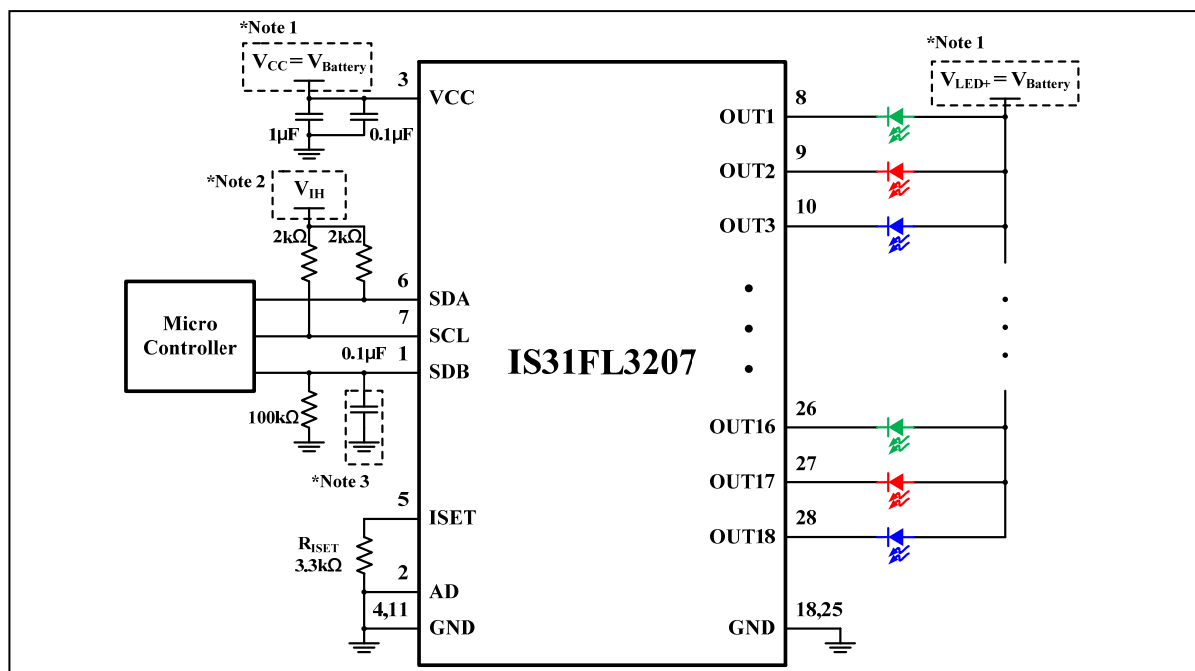 *Note 1
VCC = VBattery
3
VCC
1µF
0.1µF
*Note 2
VIH
2kΩ
2kΩ
Micro
Controller
6
SDA
7
SCL
0.1µF
1
SDB
100kΩ
*Note 3
5
ISET
RISET
3.3kΩ
2
AD
4,11
GND
IS31FL3207
*Note 1
VLED+ = VBattery
8
OUT1
9
OUT2
10
OUT3
26
OUT16
27
OUT17
28
OUT18
18,25
GND